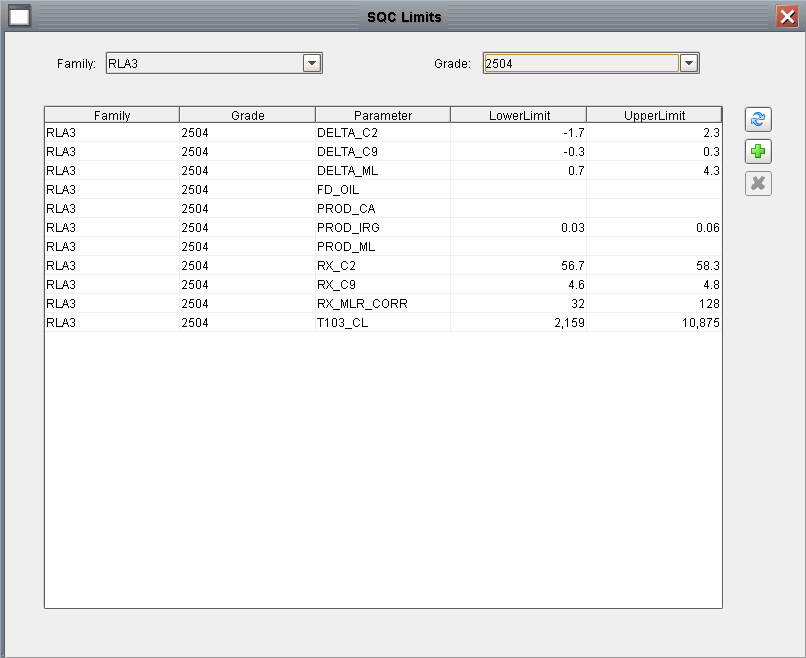 SQC Limits
Family: RLA3 Grade: 2504
Family Grade Parameter LowerLimit UpperLimit
RLA3 2504 DELTA_C2 -1.7 2.3
RLA3 2504 DELTA_C9 -0.3 0.3
RLA3 2504 DELTA_ML 0.7 4.3
RLA3 2504 FD_OIL
RLA3 2504 PROD_CA
RLA3 2504 PROD_IRG 0.03 0.06
RLA3 2504 PROD_ML
RLA3 2504 RX_C2 56.7 58.3
RLA3 2504 RX_C9 4.6 4.8
RLA3 2504 RX_MLR_CORR 32 128
RLA3 2504 T103_CL 2,159 10,875